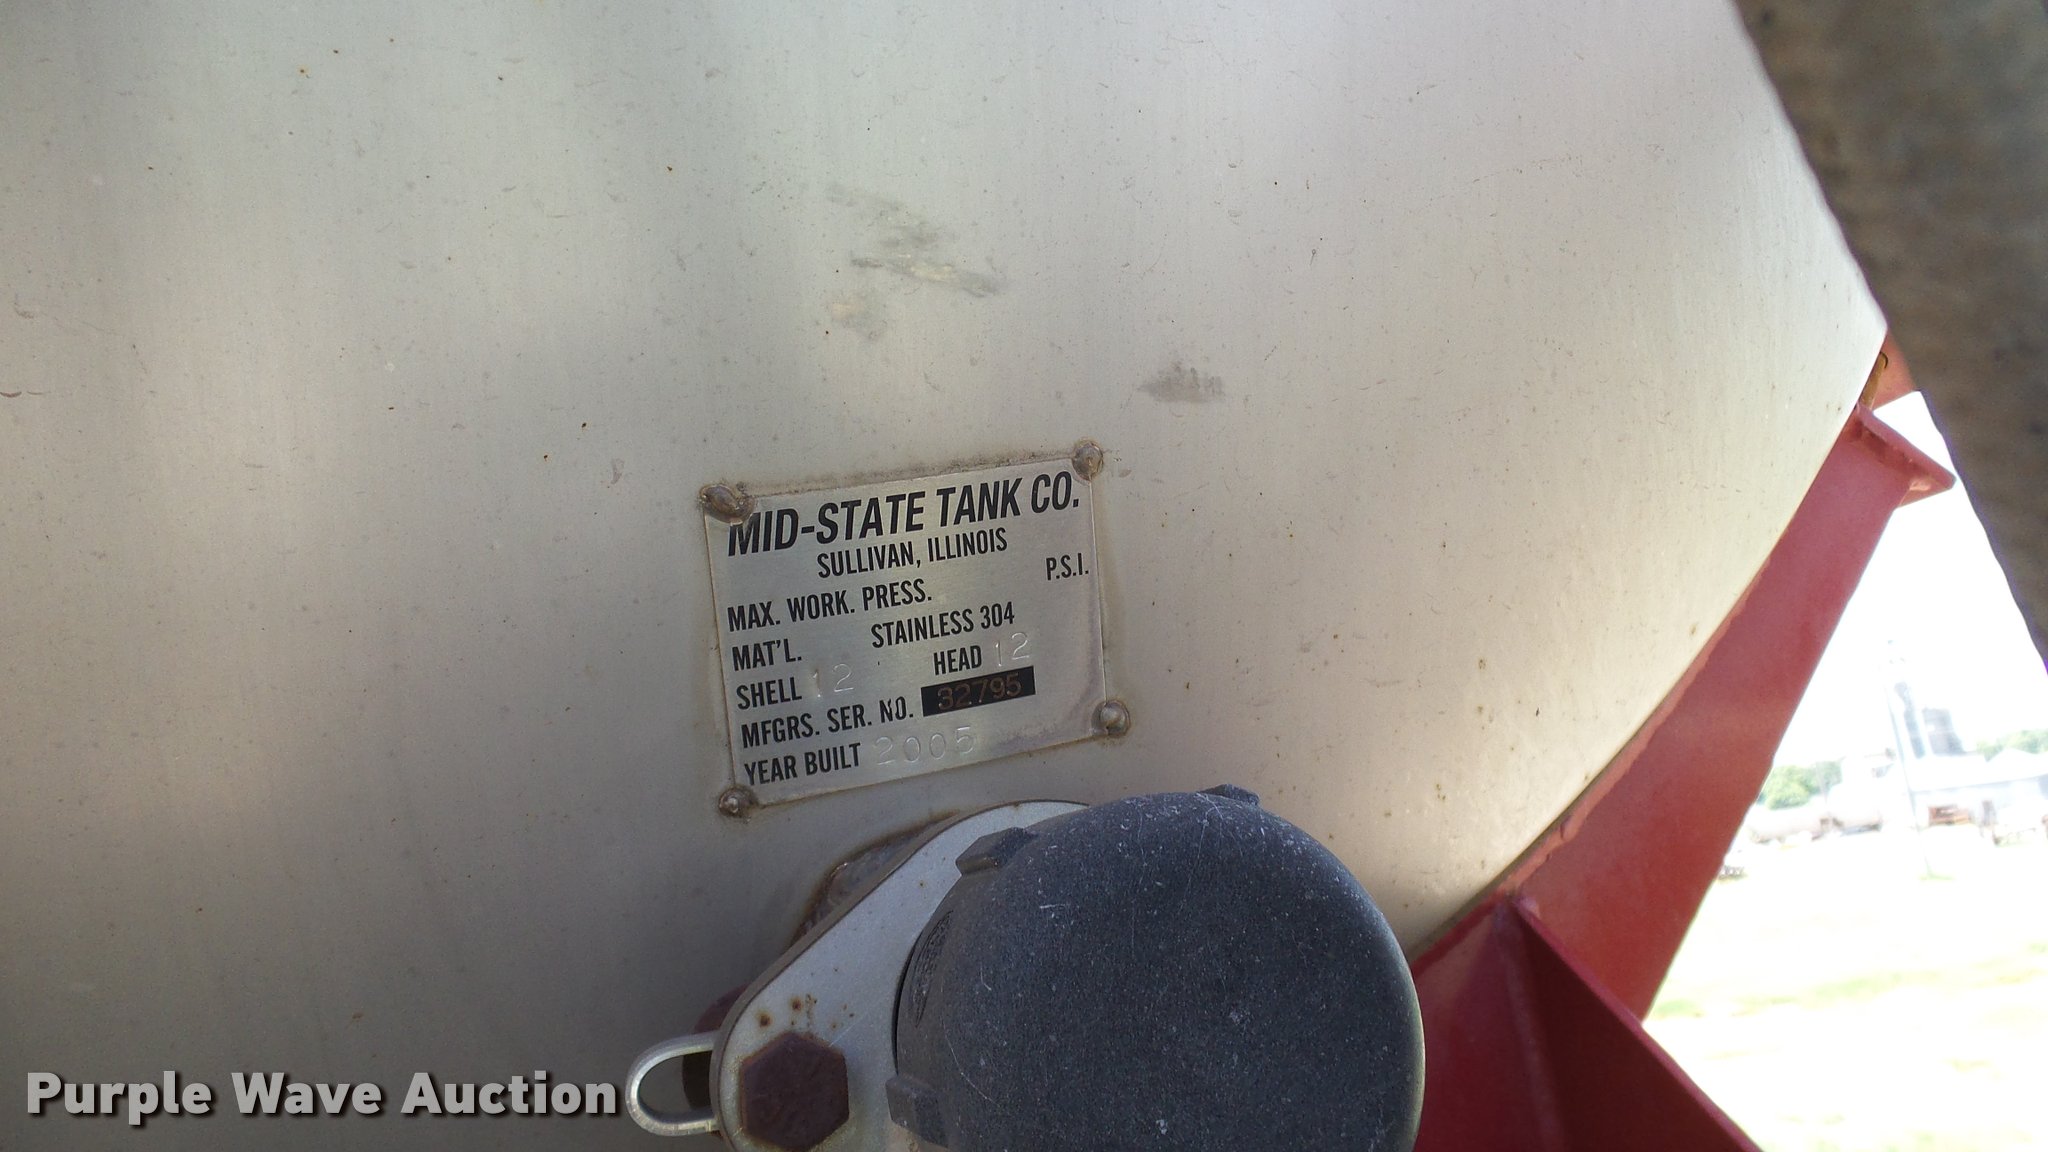 MID-STATE TANK CO.
SULLIVAN, ILLINOIS
MAX. WORK. PRESS. P.S.I.
MAT'L. STAINLESS 304
SHELL 12 HEAD 12
MFGRS. SER. NO. 32795
YEAR BUILT 2005
Purple Wave Auction